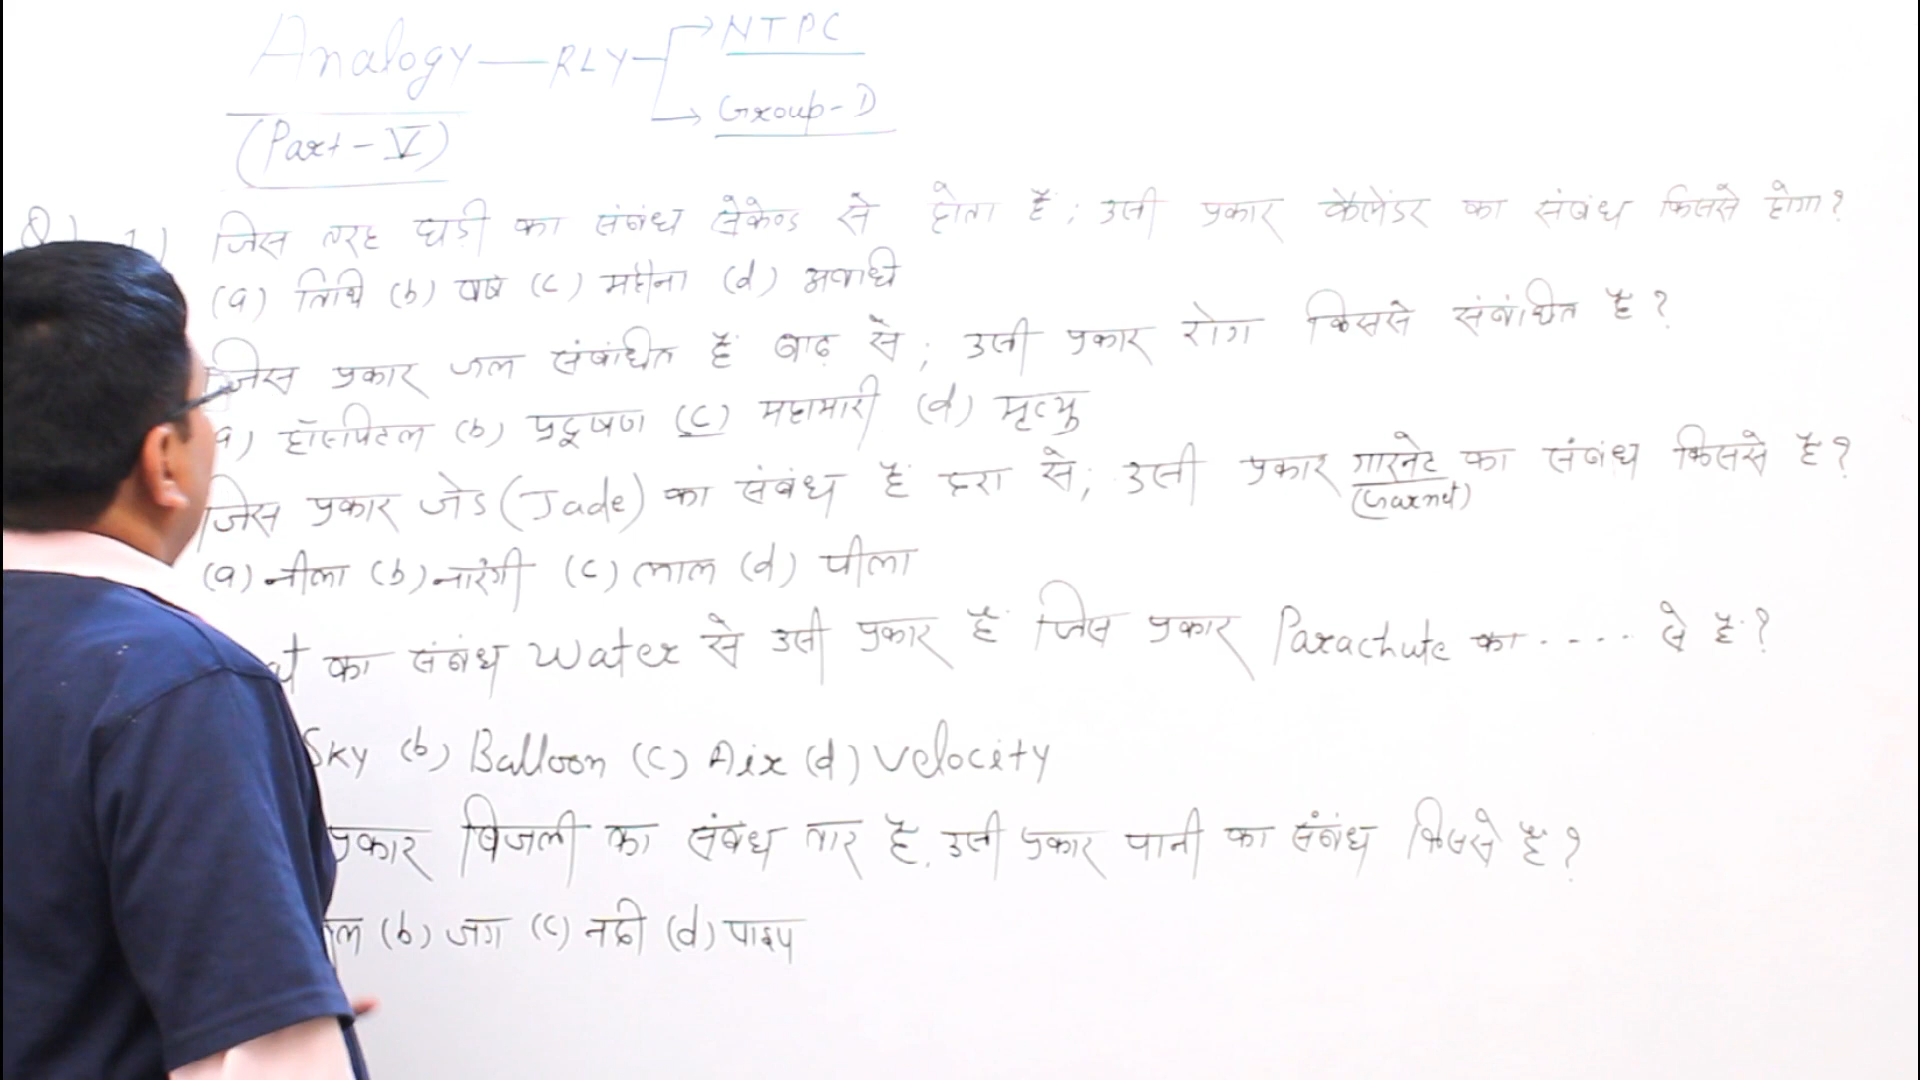 Analogy — RLY → NTPC
→ Group-D
(Part - V)
Q) 1) जिस तरह घड़ी का संबंध सेकेण्ड से होता है; उसी प्रकार कैलेंडर का संबंध किससे होगा?
(a) तिथि (b) वर्ष (c) महीना (d) अवधि
जिस प्रकार जल संबंधित है बाढ़ से; उसी प्रकार रोग किससे संबंधित है?
a) हॉस्पिटल (b) प्रदूषण (c) महामारी (d) मृत्यु
जिस प्रकार जेड (Jade) का संबंध है हरा से; उसी प्रकार गारनेट का संबंध किससे है?
(Garnet)
(a) नीला (b) नारंगी (c) लाल (d) पीला
का संबंध Water से उसी प्रकार है जिस प्रकार Parachute का .... से है?
Sky (b) Balloon (c) Air (d) Velocity
प्रकार बिजली का संबंध तार है, उसी प्रकार पानी का संबंध किससे है?
(b) जग (c) नदी (d) पाइप